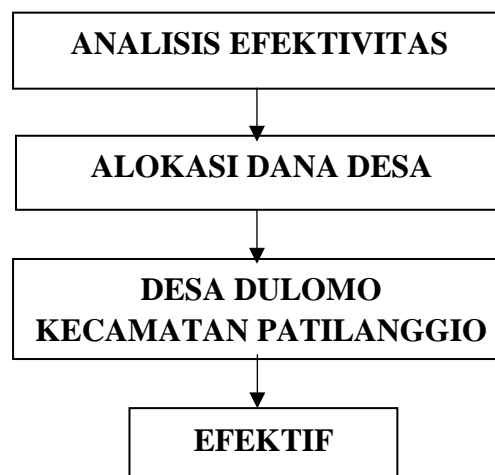 ANALISIS EFEKTIVITAS
ALOKASI DANA DESA
DESA DULOMO
KECAMATAN PATILANGGIO
EFEKTIF